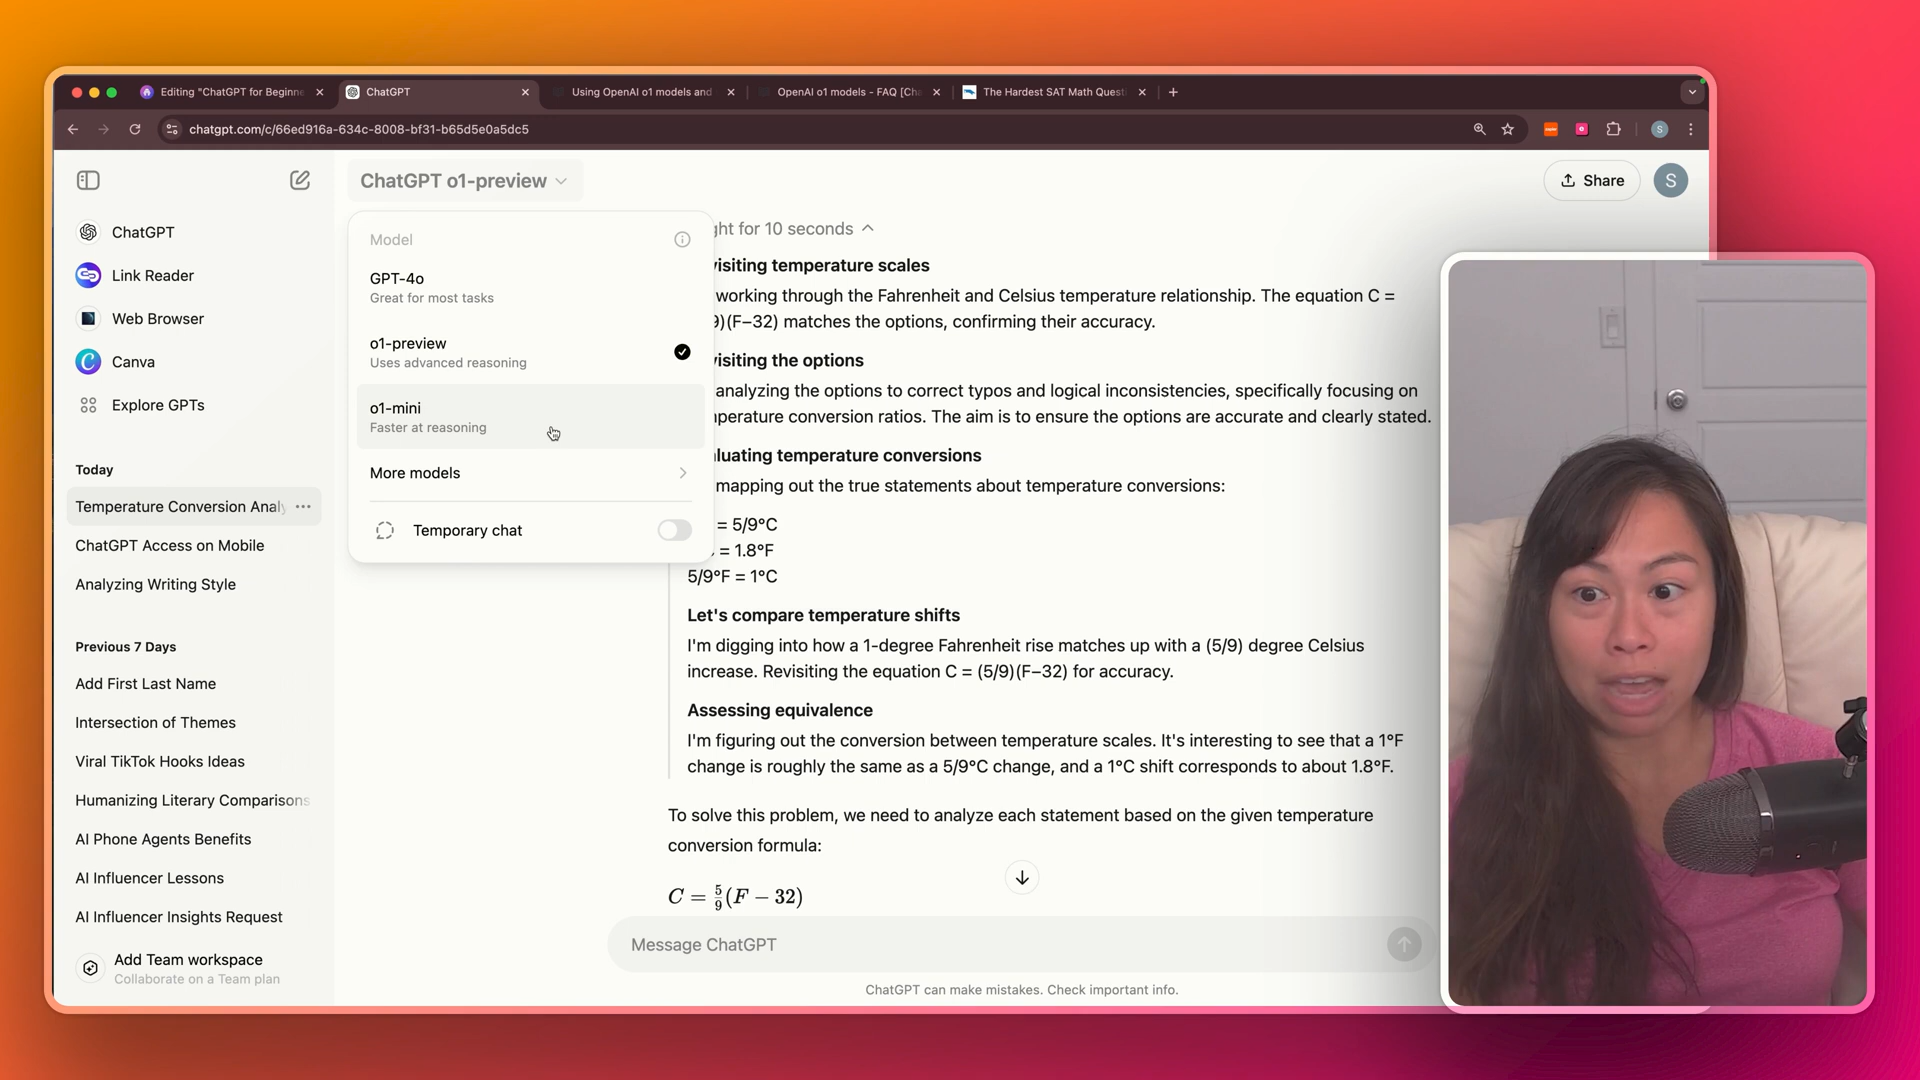 Editing "ChatGPT for Beginne
ChatGPT
Using OpenAI o1 models and
OpenAI o1 models - FAQ [Cha
The Hardest SAT Math Questi
chatgpt.com/c/66ed916a-634c-8008-bf31-b65d5e0a5dc5
S
ChatGPT o1-preview
Share
S
ChatGPT
Link Reader
Web Browser
Canva
Explore GPTs
Today
Temperature Conversion Analy
ChatGPT Access on Mobile
Analyzing Writing Style
Previous 7 Days
Add First Last Name
Intersection of Themes
Viral TikTok Hooks Ideas
Humanizing Literary Comparisons
AI Phone Agents Benefits
AI Influencer Lessons
AI Influencer Insights Request
Add Team workspace
Collaborate on a Team plan
Model
GPT-4o
Great for most tasks
o1-preview
Uses advanced reasoning
o1-mini
Faster at reasoning
More models
Temporary chat
ght for 10 seconds
isiting temperature scales
working through the Fahrenheit and Celsius temperature relationship. The equation C =
9)(F−32) matches the options, confirming their accuracy.
isiting the options
analyzing the options to correct typos and logical inconsistencies, specifically focusing on
perature conversion ratios. The aim is to ensure the options are accurate and clearly stated.
luating temperature conversions
mapping out the true statements about temperature conversions:
= 5/9°C
= 1.8°F
5/9°F = 1°C
Let's compare temperature shifts
I'm digging into how a 1-degree Fahrenheit rise matches up with a (5/9) degree Celsius
increase. Revisiting the equation C = (5/9)(F−32) for accuracy.
Assessing equivalence
I'm figuring out the conversion between temperature scales. It's interesting to see that a 1°F
change is roughly the same as a 5/9°C change, and a 1°C shift corresponds to about 1.8°F.
To solve this problem, we need to analyze each statement based on the given temperature
conversion formula:
C = 5/9 (F − 32)
Message ChatGPT
ChatGPT can make mistakes. Check important info.